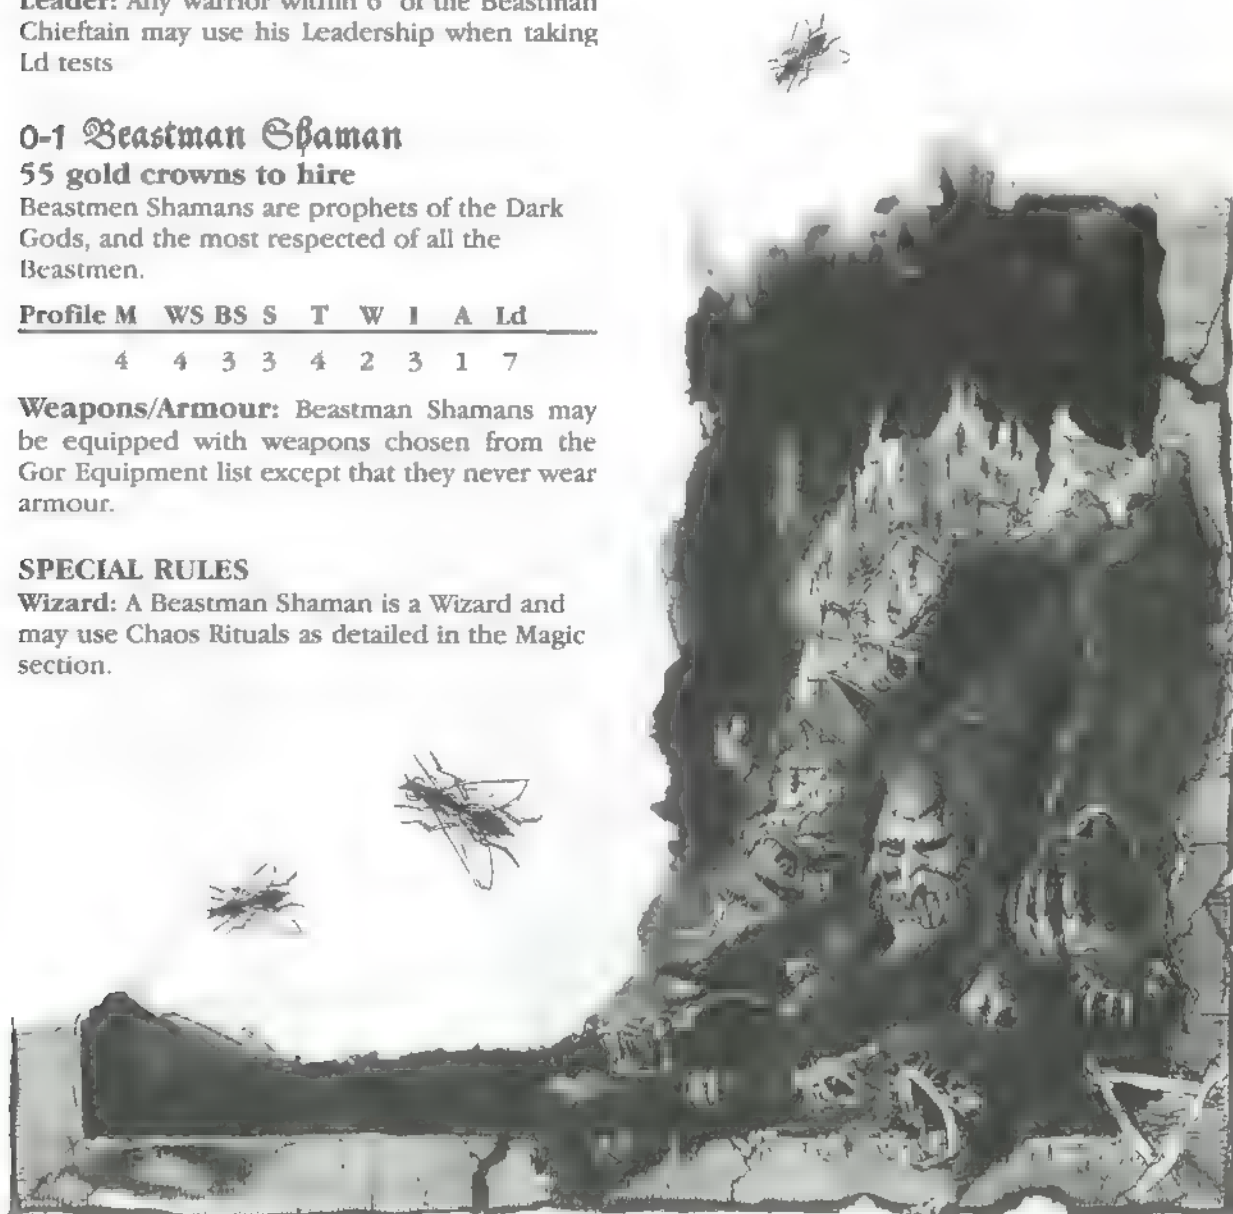 Leader: Any warrior within 6" of the Beastman
Chieftain may use his Leadership when taking
Ld tests
0-1 Beastman Shaman
55 gold crowns to hire
Beastmen Shamans are prophets of the Dark
Gods, and the most respected of all the
Beastmen.
Profile M WS BS S T W I A Ld
4 4 3 3 4 2 3 1 7
Weapons/Armour: Beastman Shamans may
be equipped with weapons chosen from the
Gor Equipment list except that they never wear
armour.
SPECIAL RULES
Wizard: A Beastman Shaman is a Wizard and
may use Chaos Rituals as detailed in the Magic
section.